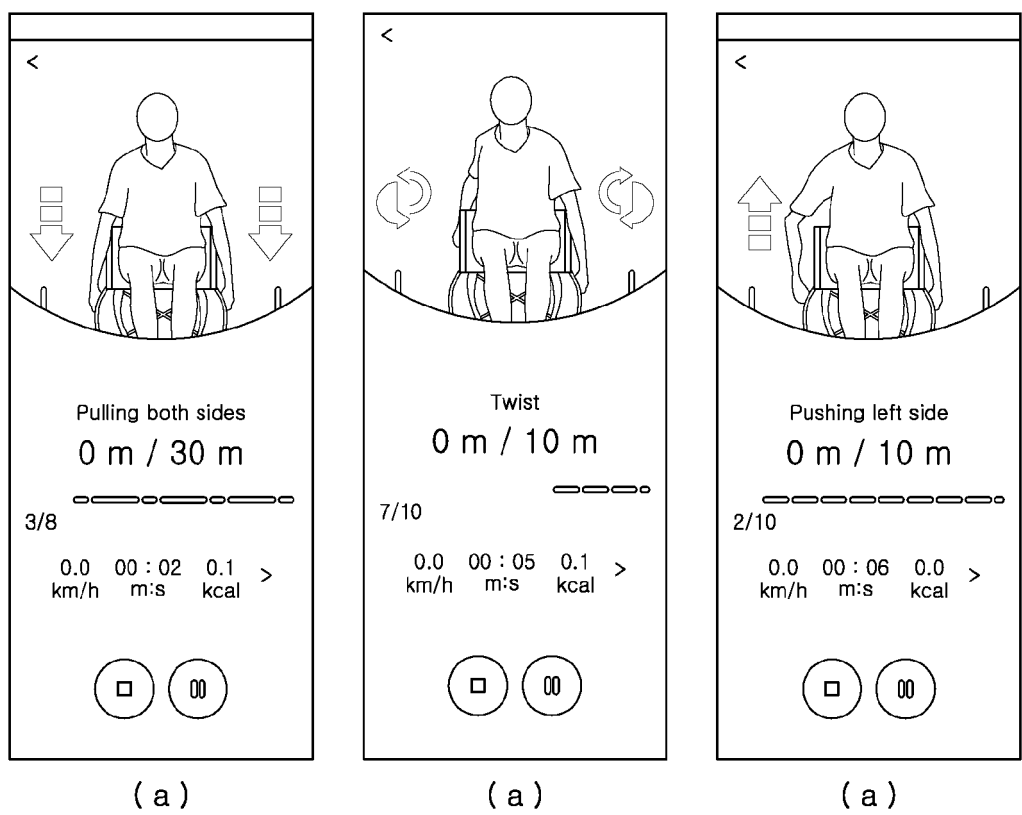 <
Pulling both sides
0 m / 30 m
3/8
0.0 00 : 02 0.1 >
km/h m:s kcal
(a)
<
Twist
0 m / 10 m
7/10
0.0 00 : 05 0.1 >
km/h m:s kcal
(a)
<
Pushing left side
0 m / 10 m
2/10
0.0 00 : 06 0.0 >
km/h m:s kcal
(a)